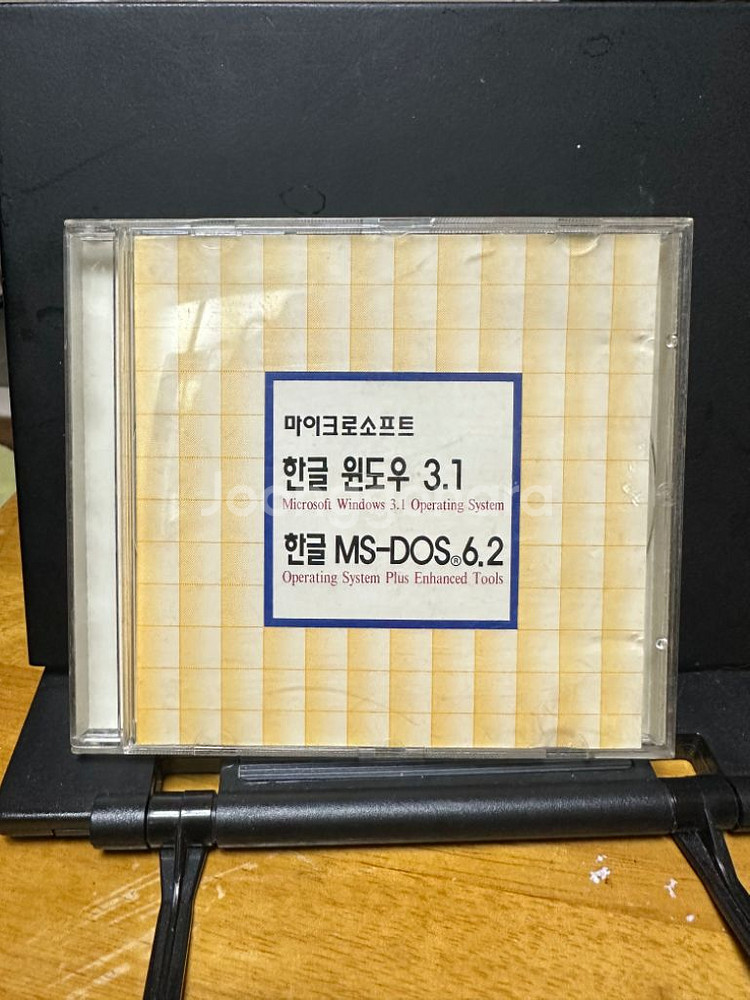 마이크로소프트
한글 윈도우 3.1
Microsoft Windows 3.1 Operating System
한글 MS-DOS®6.2
Operating System Plus Enhanced Tools